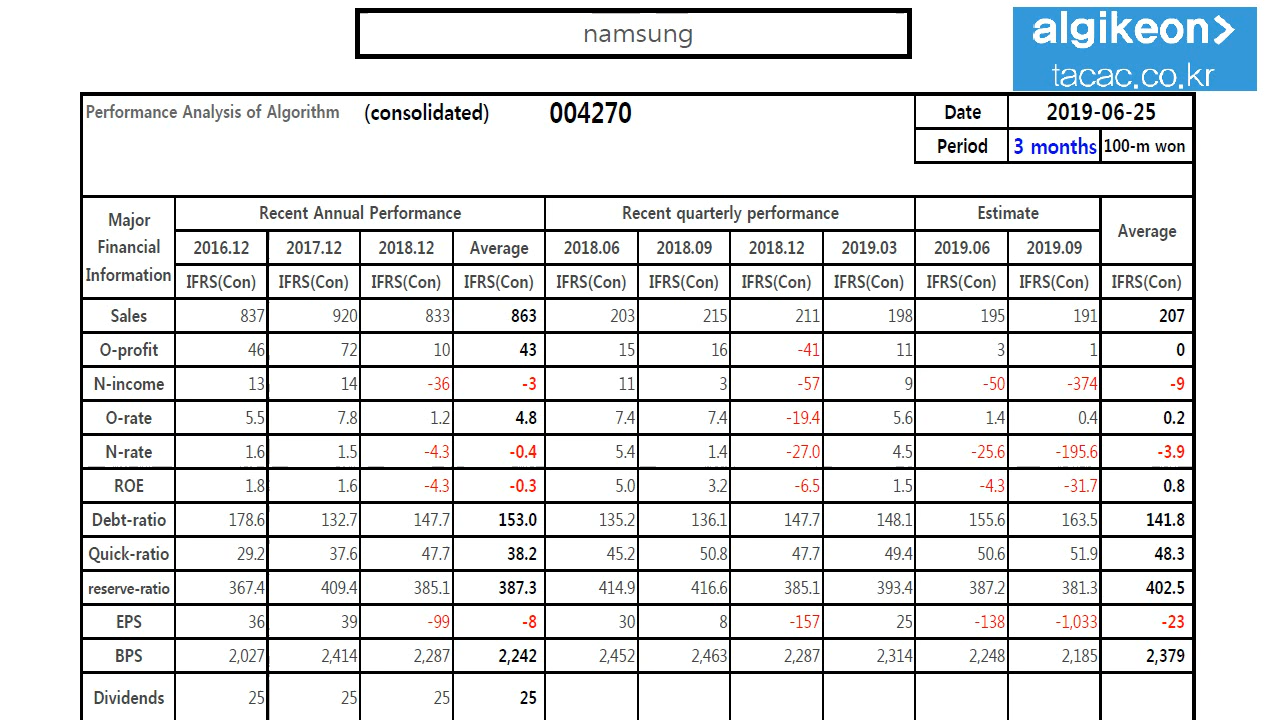 namsung
algikeon>
tacac.co.kr
Performance Analysis of Algorithm (consolidated) 004270 Date 2019-06-25
Period 3 months 100-m won
Major Financial Information Recent Annual Performance Recent quarterly performance Estimate Average
2016.12 2017.12 2018.12 Average 2018.06 2018.09 2018.12 2019.03 2019.06 2019.09
IFRS(Con) IFRS(Con) IFRS(Con) IFRS(Con) IFRS(Con) IFRS(Con) IFRS(Con) IFRS(Con) IFRS(Con) IFRS(Con) IFRS(Con)
Sales 837 920 833 863 203 215 211 198 195 191 207
O-profit 46 72 10 43 15 16 -41 11 3 1 0
N-income 13 14 -36 -3 11 3 -57 9 -50 -374 -9
O-rate 5.5 7.8 1.2 4.8 7.4 7.4 -19.4 5.6 1.4 0.4 0.2
N-rate 1.6 1.5 -4.3 -0.4 5.4 1.4 -27.0 4.5 -25.6 -195.6 -3.9
ROE 1.8 1.6 -4.3 -0.3 5.0 3.2 -6.5 1.5 -4.3 -31.7 0.8
Debt-ratio 178.6 132.7 147.7 153.0 135.2 136.1 147.7 148.1 155.6 163.5 141.8
Quick-ratio 29.2 37.6 47.7 38.2 45.2 50.8 47.7 49.4 50.6 51.9 48.3
reserve-ratio 367.4 409.4 385.1 387.3 414.9 416.6 385.1 393.4 387.2 381.3 402.5
EPS 36 39 -99 -8 30 8 -157 25 -138 -1,033 -23
BPS 2,027 2,414 2,287 2,242 2,452 2,463 2,287 2,314 2,248 2,185 2,379
Dividends 25 25 25 25